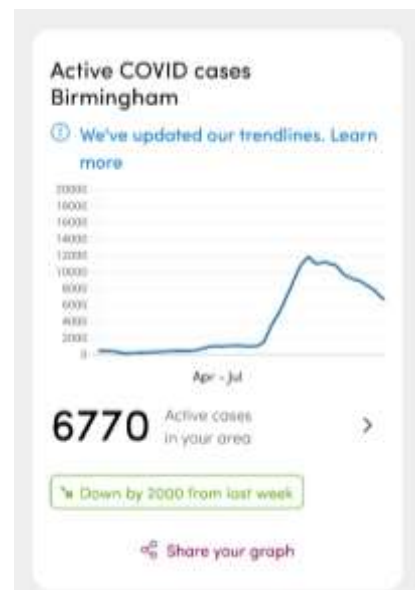 Active COVID cases
Birmingham
We've updated our trendlines. Learn
more
20000
18000
16000
14000
12000
10000
8000
6000
4000
2000
0
Apr - Jul
6770
Active cases
in your area
Down by 2000 from last week
Share your graph